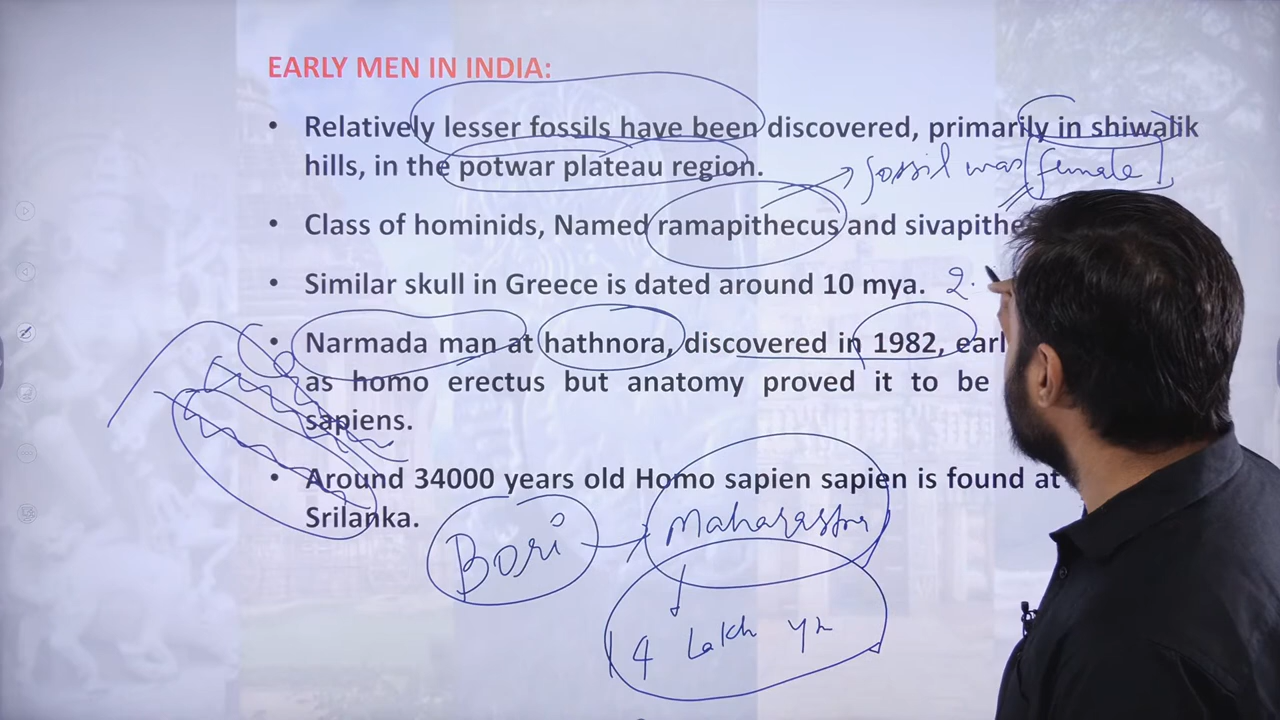 EARLY MEN IN INDIA:
• Relatively lesser fossils have been discovered, primarily in shiwalik
hills, in the potwar plateau region.
fossil was female
• Class of hominids, Named ramapithecus and sivapithe
• Similar skull in Greece is dated around 10 mya. 2.
• Narmada man at hathnora, discovered in 1982, earl
as homo erectus but anatomy proved it to be
sapiens.
• Around 34000 years old Homo sapien sapien is found at
Srilanka.
Bori → Maharastra
4 Lakh yr